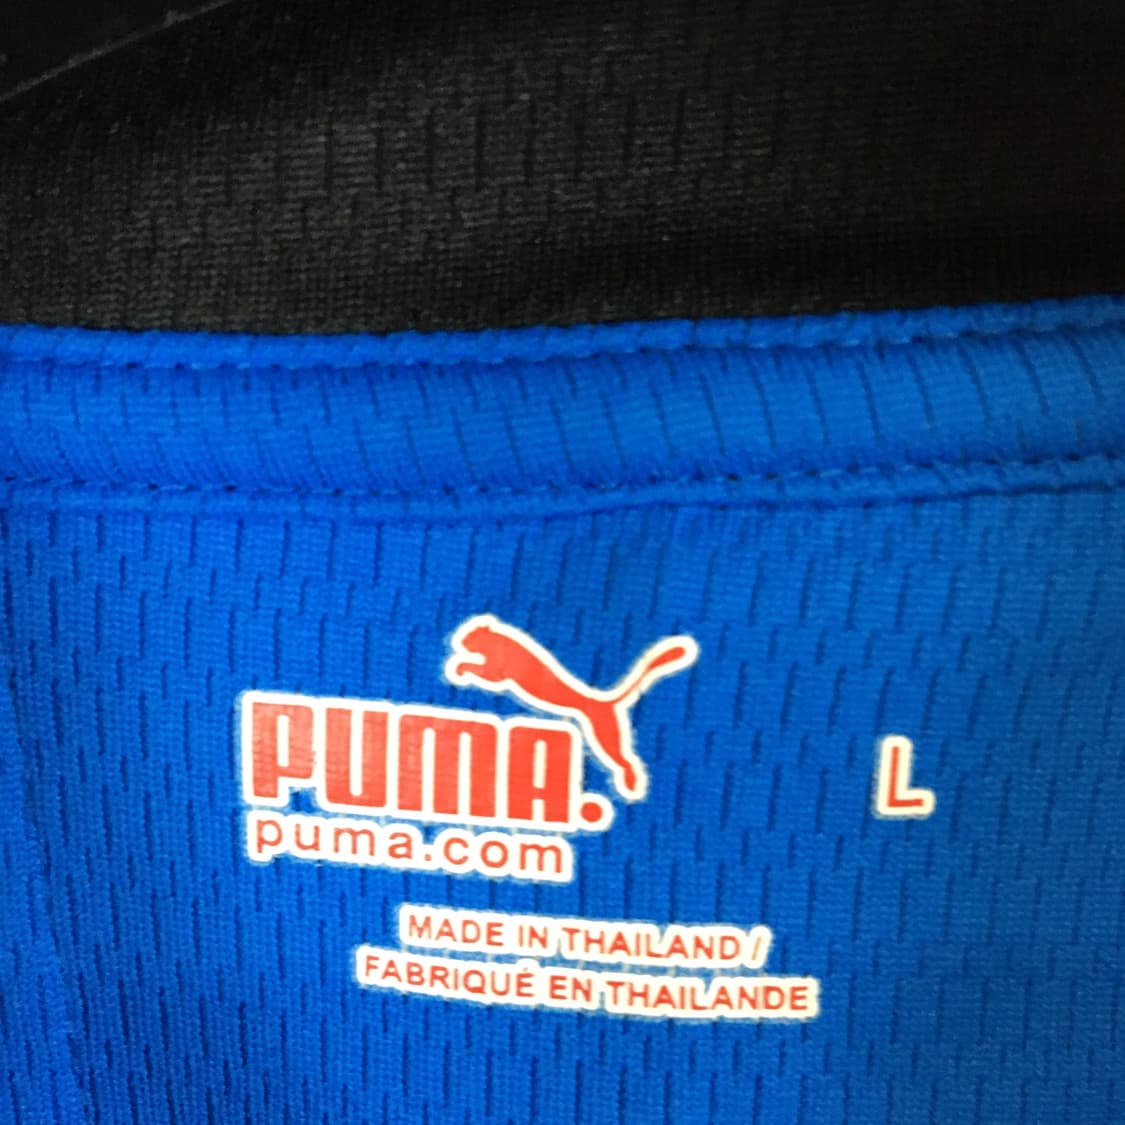 PUMA.
L
puma.com
MADE IN THAILAND /
FABRIQUÉ EN THAILANDE